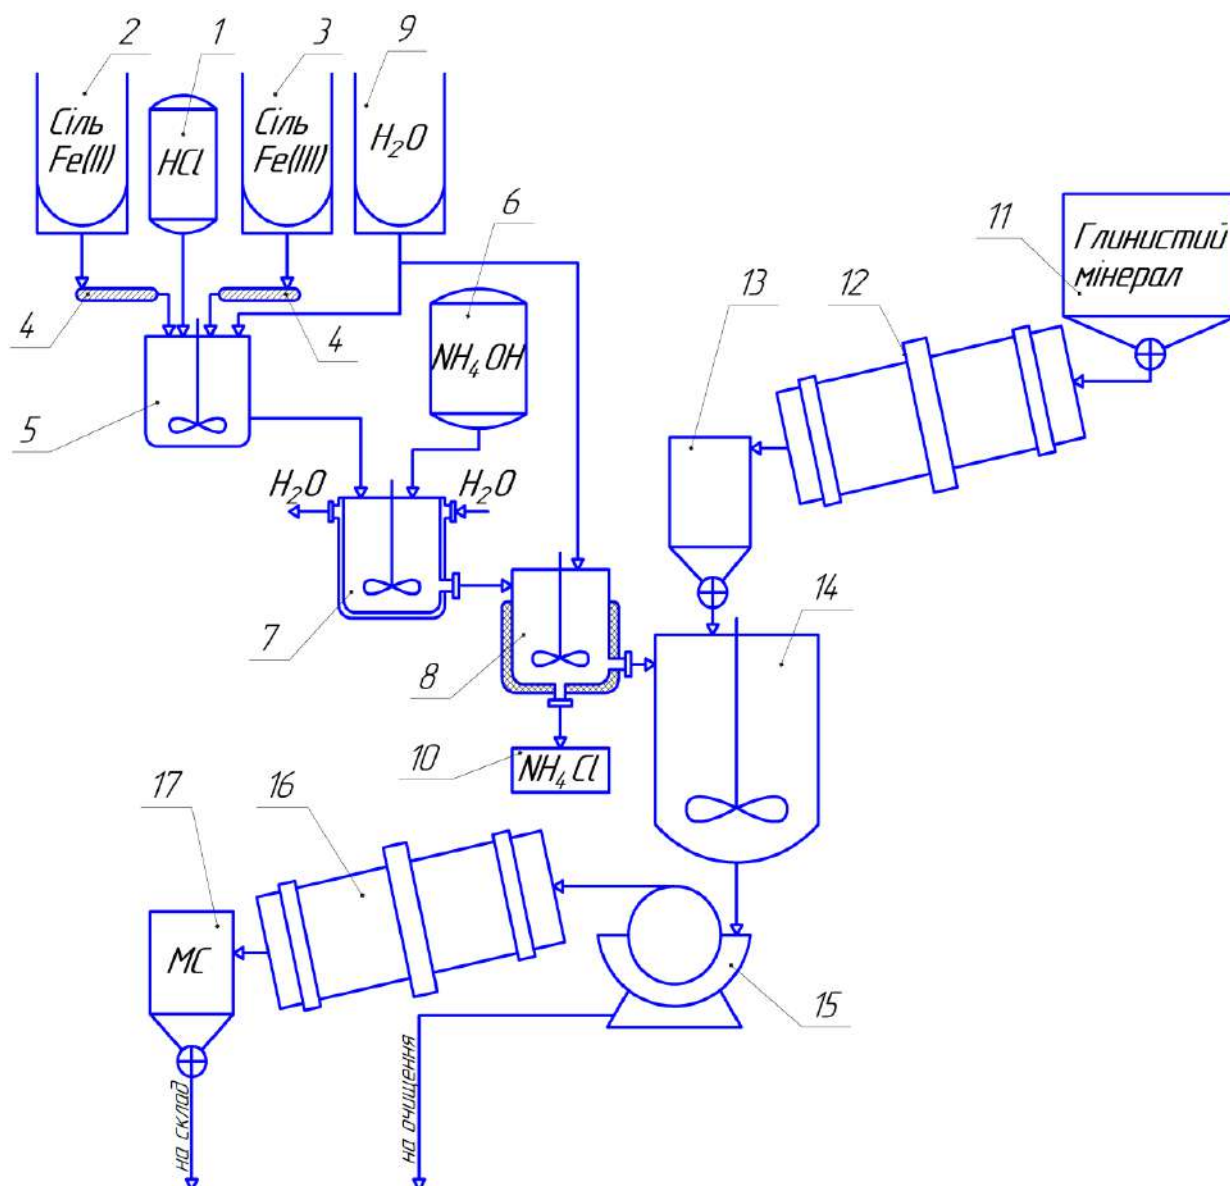 2
1
3
9
Сіль
Fe(II)
HCl
Сіль
Fe(III)
H₂O
6
11
Глинистий
мінерал
13
12
4
4
NH₄OH
5
H₂O
H₂O
7
14
8
10
NH₄Cl
17
16
МС
15
на склад
на очищення